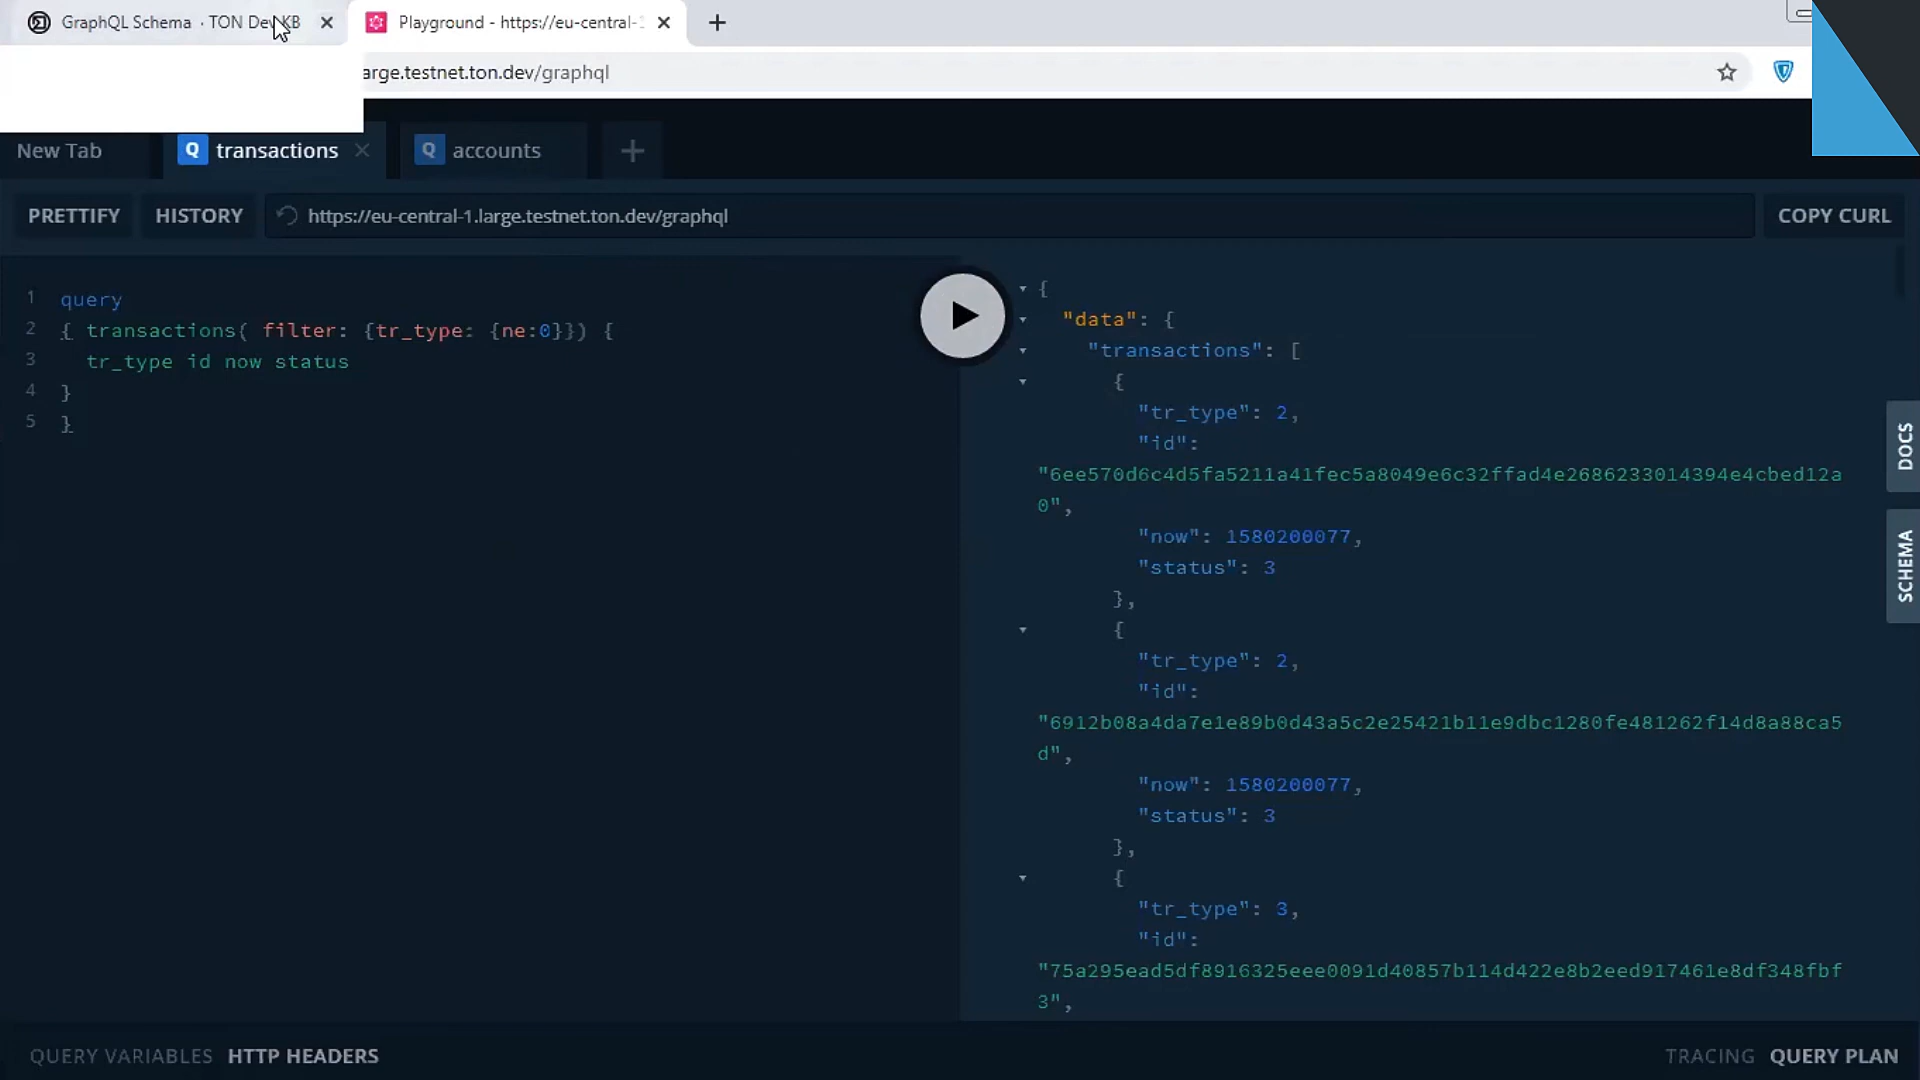 GraphQL Schema · TON Dev KB
Playground - https://eu-central-
arge.testnet.ton.dev/graphql
New Tab
Q transactions
Q accounts
PRETTIFY
HISTORY
https://eu-central-1.large.testnet.ton.dev/graphql
COPY CURL
1 query
2 { transactions( filter: {tr_type: {ne:0}}) {
3 tr_type id now status
4 }
5 }
{
"data": {
"transactions": [
{
"tr_type": 2,
"id":
"6ee570d6c4d5fa5211a41fec5a8049e6c32ffad4e2686233014394e4cbed12a
0",
"now": 1580200077,
"status": 3
},
{
"tr_type": 2,
"id":
"6912b08a4da7e1e89b0d43a5c2e25421b11e9dbc1280fe481262f14d8a88ca5
d",
"now": 1580200077,
"status": 3
},
{
"tr_type": 3,
"id":
"75a295ead5df8916325eee0091d40857b114d422e8b2eed917461e8df348fbf
3",
DOCS
SCHEMA
QUERY VARIABLES
HTTP HEADERS
TRACING
QUERY PLAN